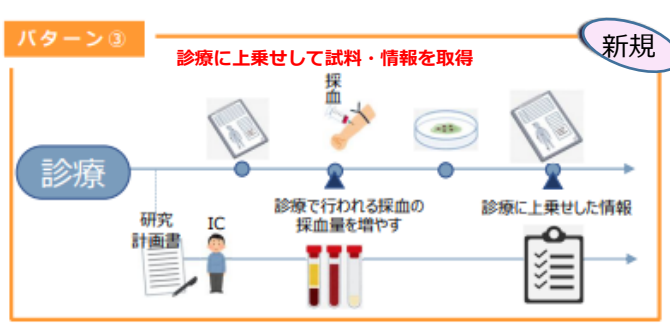 パターン③
新規
診療に上乗せして試料・情報を取得
採
血
診療
診療で行われる採血の
採血量を増やす
診療に上乗せした情報
研究
計画書
IC